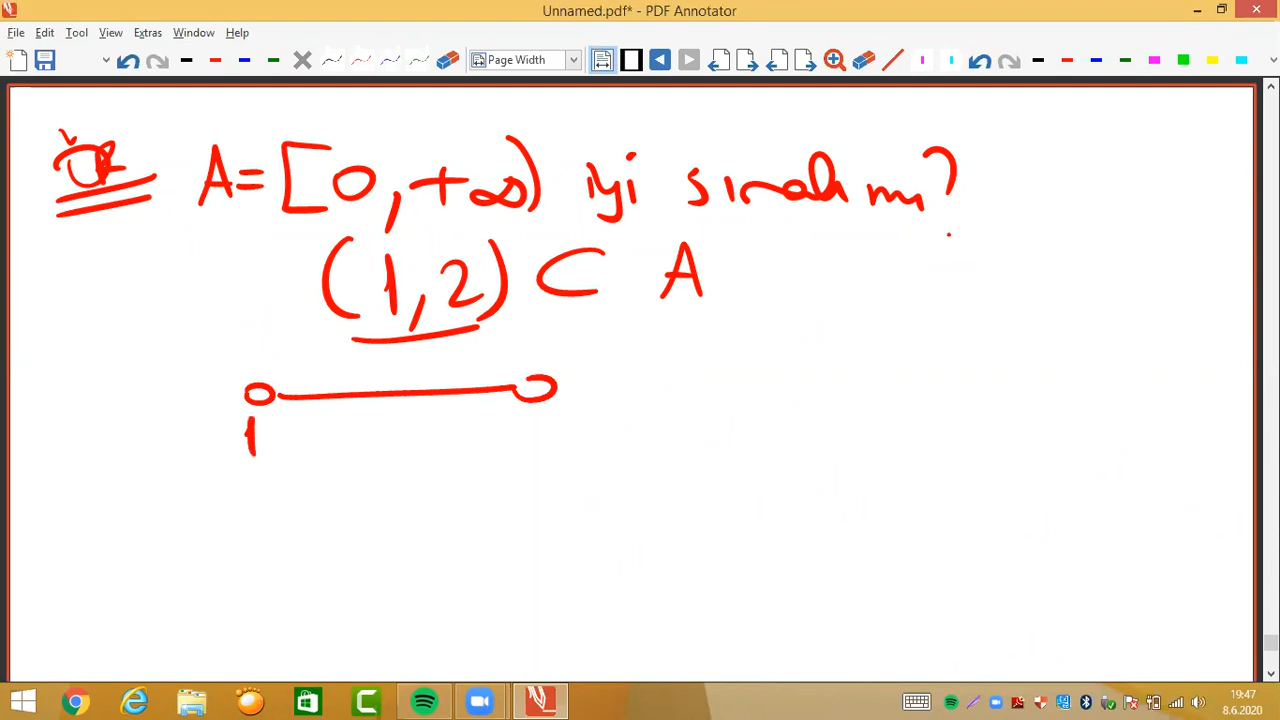 Unnamed.pdf* - PDF Annotator
File Edit Tool View Extras Window Help
Page Width
ÖR A= [0, +∞) iyi sıralı mı?
(1, 2) ⊂ A
1
19:47
8.6.2020